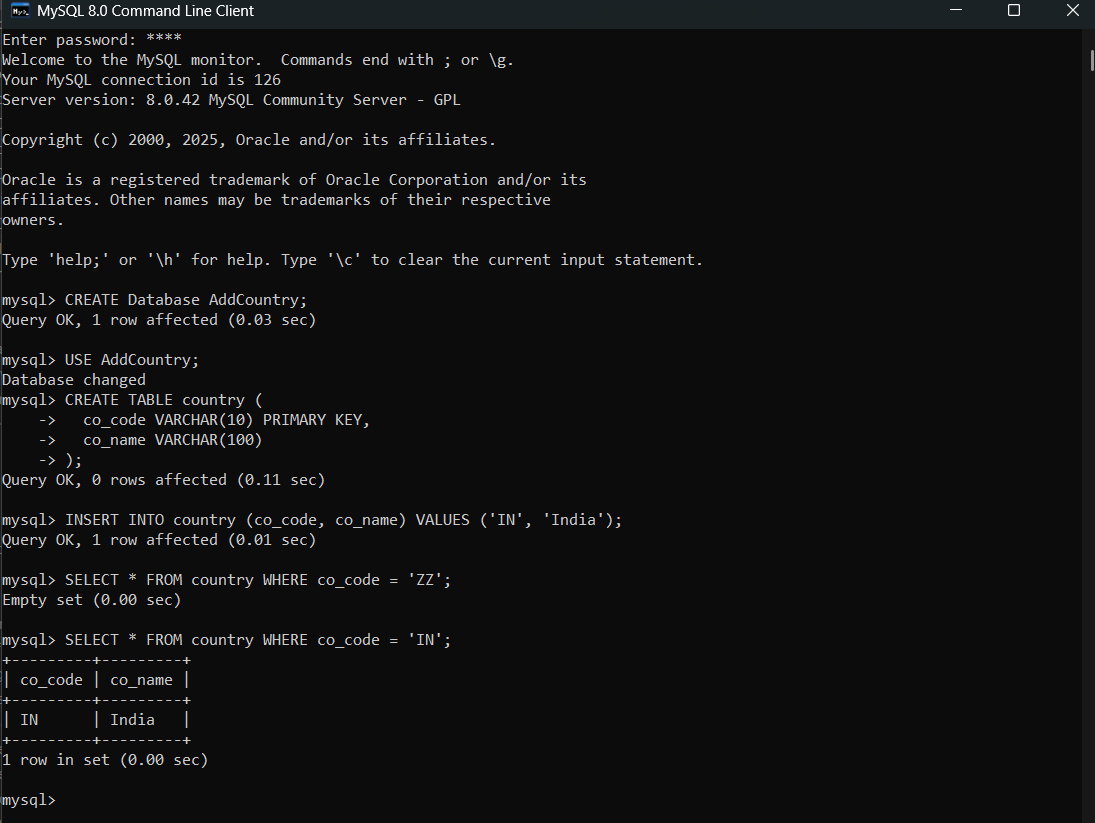 MySQL 8.0 Command Line Client
Enter password: ****
Welcome to the MySQL monitor.  Commands end with ; or \g.
Your MySQL connection id is 126
Server version: 8.0.42 MySQL Community Server - GPL

Copyright (c) 2000, 2025, Oracle and/or its affiliates.

Oracle is a registered trademark of Oracle Corporation and/or its
affiliates. Other names may be trademarks of their respective
owners.

Type 'help;' or '\h' for help. Type '\c' to clear the current input statement.

mysql> CREATE Database AddCountry;
Query OK, 1 row affected (0.03 sec)

mysql> USE AddCountry;
Database changed
mysql> CREATE TABLE country (
    ->   co_code VARCHAR(10) PRIMARY KEY,
    ->   co_name VARCHAR(100)
    -> );
Query OK, 0 rows affected (0.11 sec)

mysql> INSERT INTO country (co_code, co_name) VALUES ('IN', 'India');
Query OK, 1 row affected (0.01 sec)

mysql> SELECT * FROM country WHERE co_code = 'ZZ';
Empty set (0.00 sec)

mysql> SELECT * FROM country WHERE co_code = 'IN';
+---------+---------+
| co_code | co_name |
+---------+---------+
| IN      | India   |
+---------+---------+
1 row in set (0.00 sec)

mysql>